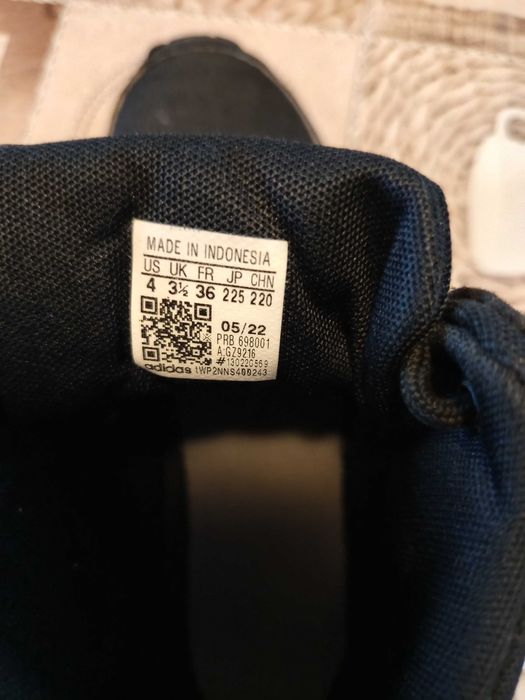 MADE IN INDONESIA
US UK FR JP CHN
4 3½ 36 225 220
05/22
PRB 698001
A:GZ9216
#130220569
adidas 1WP2NNS400243